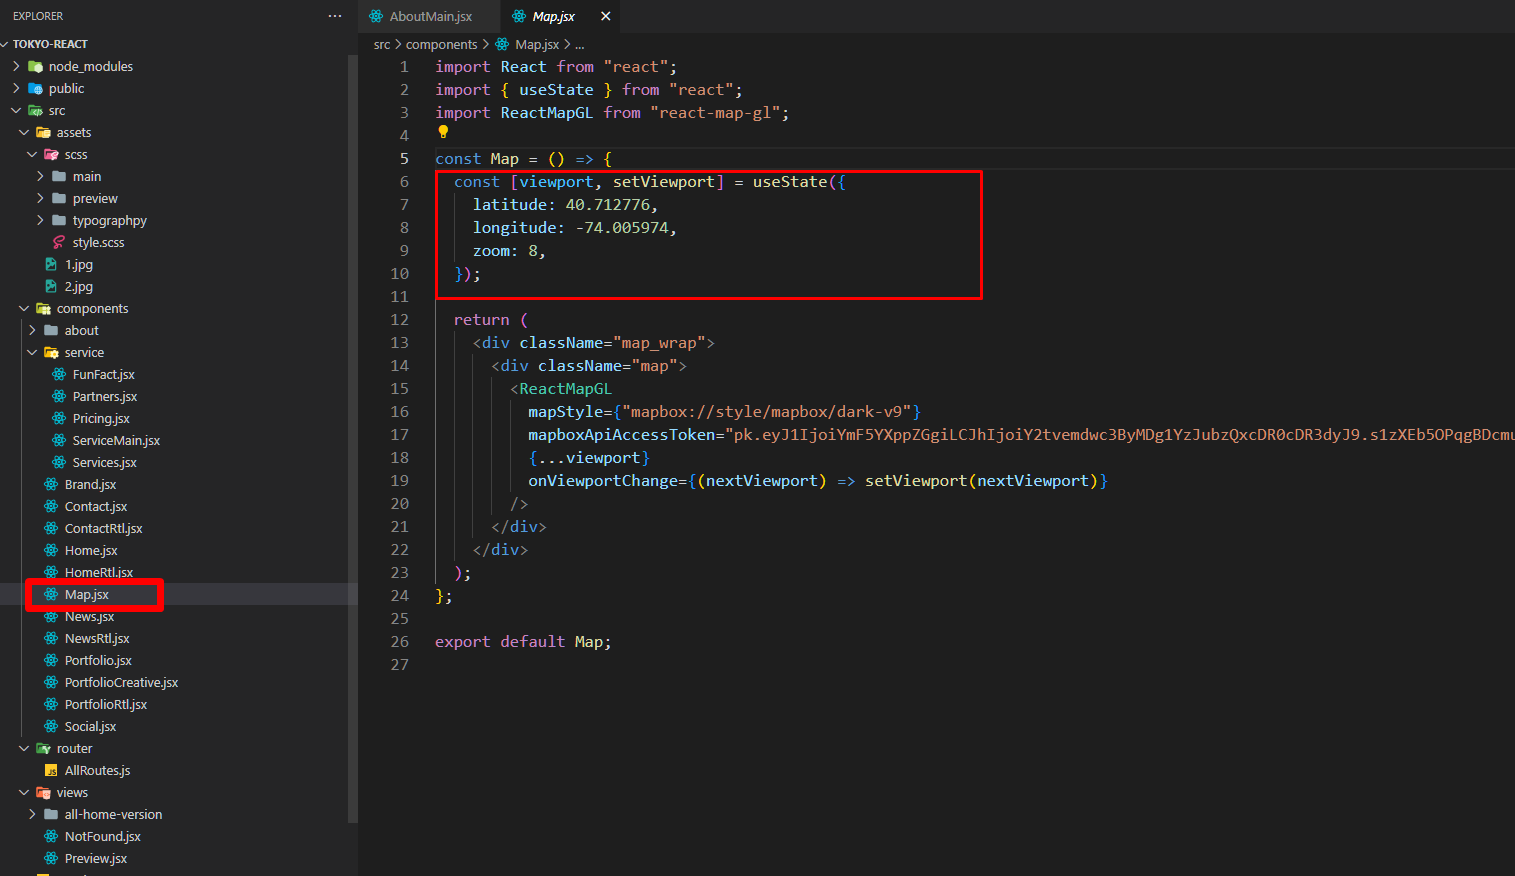 EXPLORER ...
TOKYO-REACT
node_modules
public
src
assets
scss
main
preview
typographpy
style.scss
1.jpg
2.jpg
components
about
service
FunFact.jsx
Partners.jsx
Pricing.jsx
ServiceMain.jsx
Services.jsx
Brand.jsx
Contact.jsx
ContactRtl.jsx
Home.jsx
HomeRtl.jsx
Map.jsx
News.jsx
NewsRtl.jsx
Portfolio.jsx
PortfolioCreative.jsx
PortfolioRtl.jsx
Social.jsx
router
JS AllRoutes.js
views
all-home-version
NotFound.jsx
Preview.jsx
AboutMain.jsx Map.jsx ×
src > components > Map.jsx > ...
1 import React from "react";
2 import { useState } from "react";
3 import ReactMapGL from "react-map-gl";
4
5 const Map = () => {
6 const [viewport, setViewport] = useState({
7 latitude: 40.712776,
8 longitude: -74.005974,
9 zoom: 8,
10 });
11
12 return (
13 <div className="map_wrap">
14 <div className="map">
15 <ReactMapGL
16 mapStyle={"mapbox://style/mapbox/dark-v9"}
17 mapboxApiAccessToken="pk.eyJ1IjoiYmF5YXppZGgiLCJhIjoiY2tvemdwc3ByMDg1YzJubzQxcDR0cDR3dyJ9.s1zXEb5OPqgBDcmu
18 {...viewport}
19 onViewportChange={(nextViewport) => setViewport(nextViewport)}
20 />
21 </div>
22 </div>
23 );
24 };
25
26 export default Map;
27